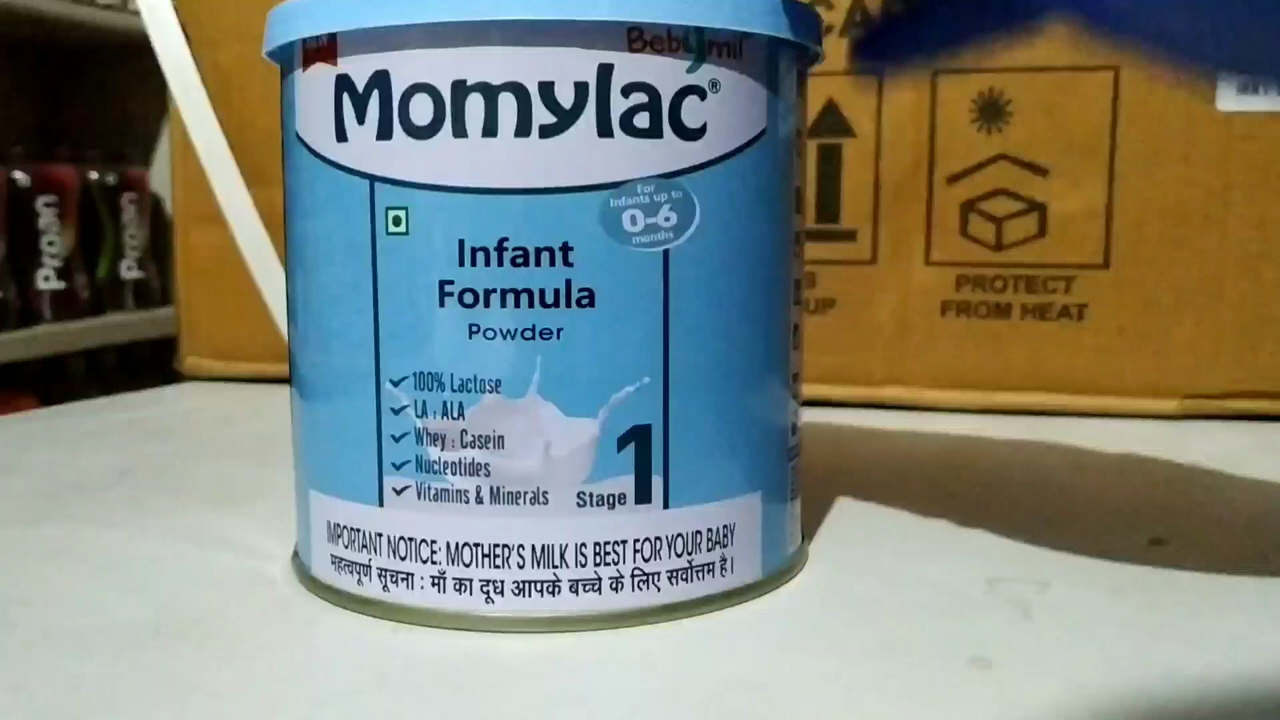 Bebymil
Momylac®
For
Infants up to
0-6
months
Infant
Formula
Powder
100% Lactose
LA : ALA
Whey : Casein
Nucleotides
Vitamins & Minerals
Stage 1
IMPORTANT NOTICE: MOTHER'S MILK IS BEST FOR YOUR BABY
महत्वपूर्ण सूचना : माँ का दूध आपके बच्चे के लिए सर्वोत्तम है।
UP
PROTECT
FROM HEAT